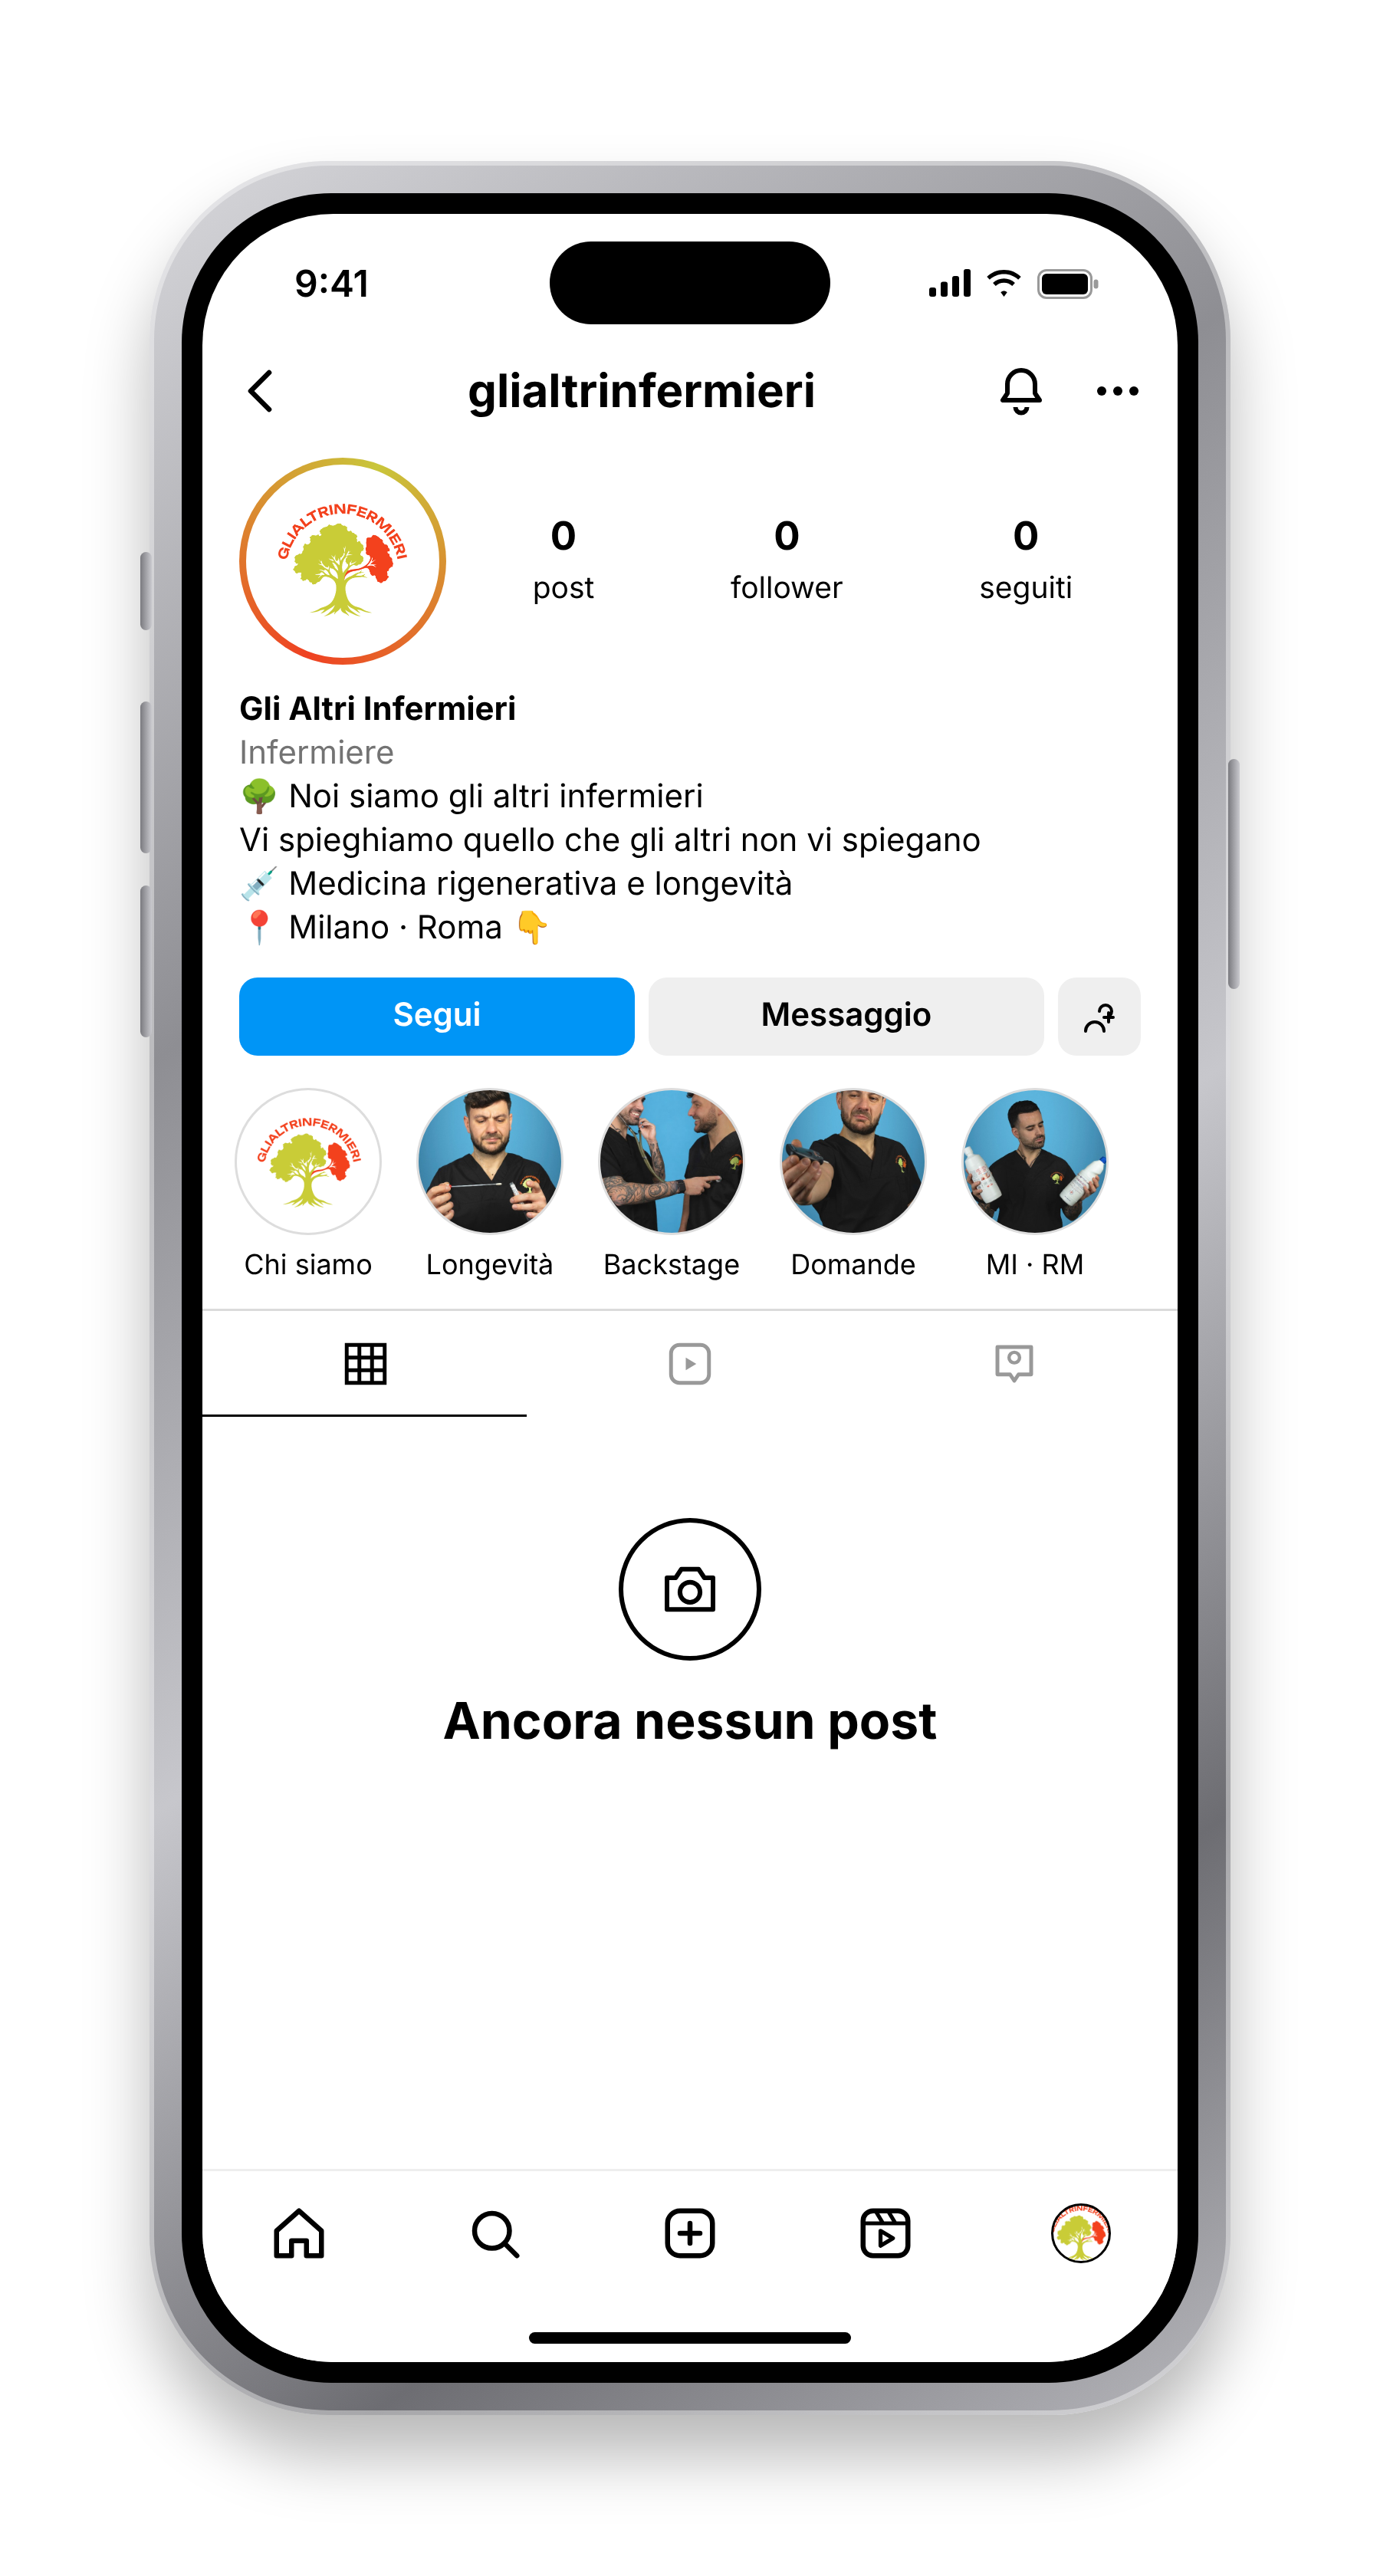 9:41
glialtrinfermieri
GLIALTRINFERMIERI
0 0 0
post follower seguiti
Gli Altri Infermieri
Infermiere
🌳 Noi siamo gli altri infermieri
Vi spieghiamo quello che gli altri non vi spiegano
💉 Medicina rigenerativa e longevità
📍 Milano · Roma 👇
Segui Messaggio
GLIALTRINFERMIERI
Chi siamo Longevità Backstage Domande MI · RM
Ancora nessun post